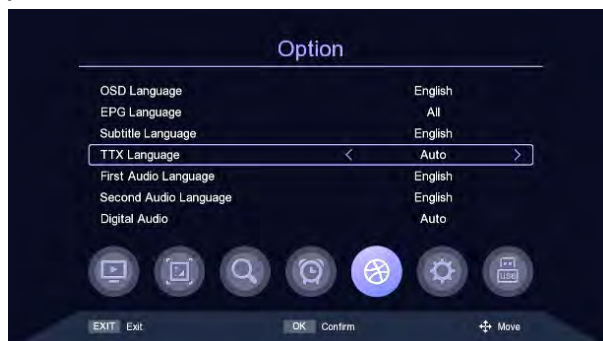 Option
OSD Language English
EPG Language All
Subtitle Language English
TTX Language < Auto >
First Audio Language English
Second Audio Language English
Digital Audio Auto
USB
EXIT Exit OK Confirm Move